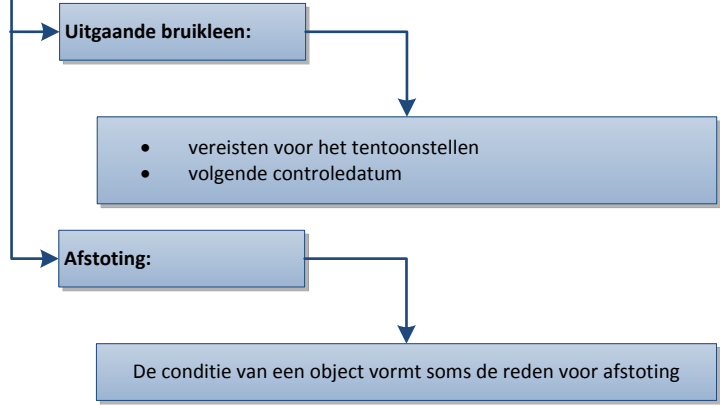 Uitgaande bruikleen:
• vereisten voor het tentoonstellen
• volgende controledatum
Afstoting:
De conditie van een object vormt soms de reden voor afstoting